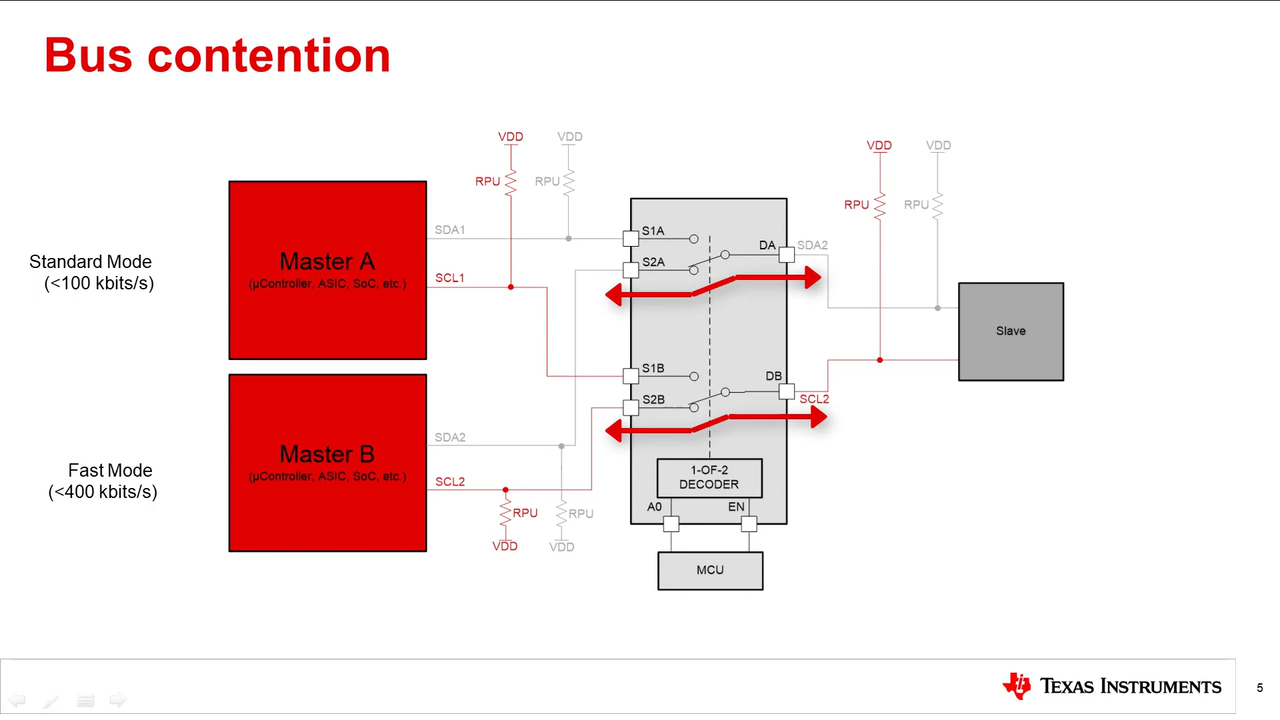 Bus contention
VDD
VDD
RPU
RPU
VDD
VDD
RPU
RPU
Standard Mode
(<100 kbits/s)
Master A
(µController, ASIC, SoC, etc.)
SDA1
SCL1
S1A
S2A
DA
SDA2
S1B
S2B
DB
SCL2
Slave
Fast Mode
(<400 kbits/s)
Master B
(µController, ASIC, SoC, etc.)
SDA2
SCL2
RPU
RPU
VDD
VDD
1-OF-2
DECODER
A0
EN
MCU
TEXAS INSTRUMENTS
5